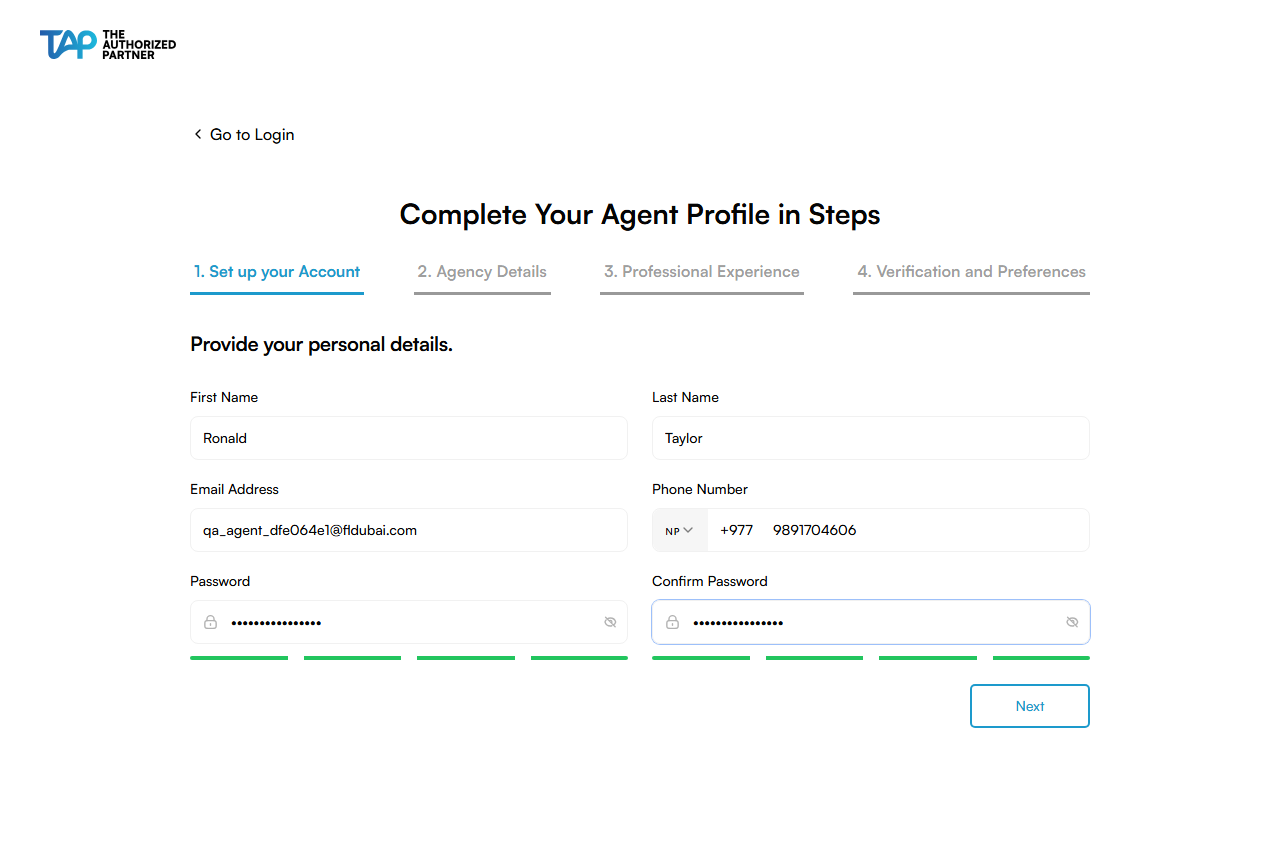 TAP THE
AUTHORIZED
PARTNER
Go to Login
Complete Your Agent Profile in Steps
1. Set up your Account 2. Agency Details 3. Professional Experience 4. Verification and Preferences
Provide your personal details.
First Name Last Name
Ronald Taylor
Email Address Phone Number
qa_agent_dfe064e1@fldubai.com NP +977 9891704606
Password Confirm Password
•••••••••••••••• ••••••••••••••••
Next